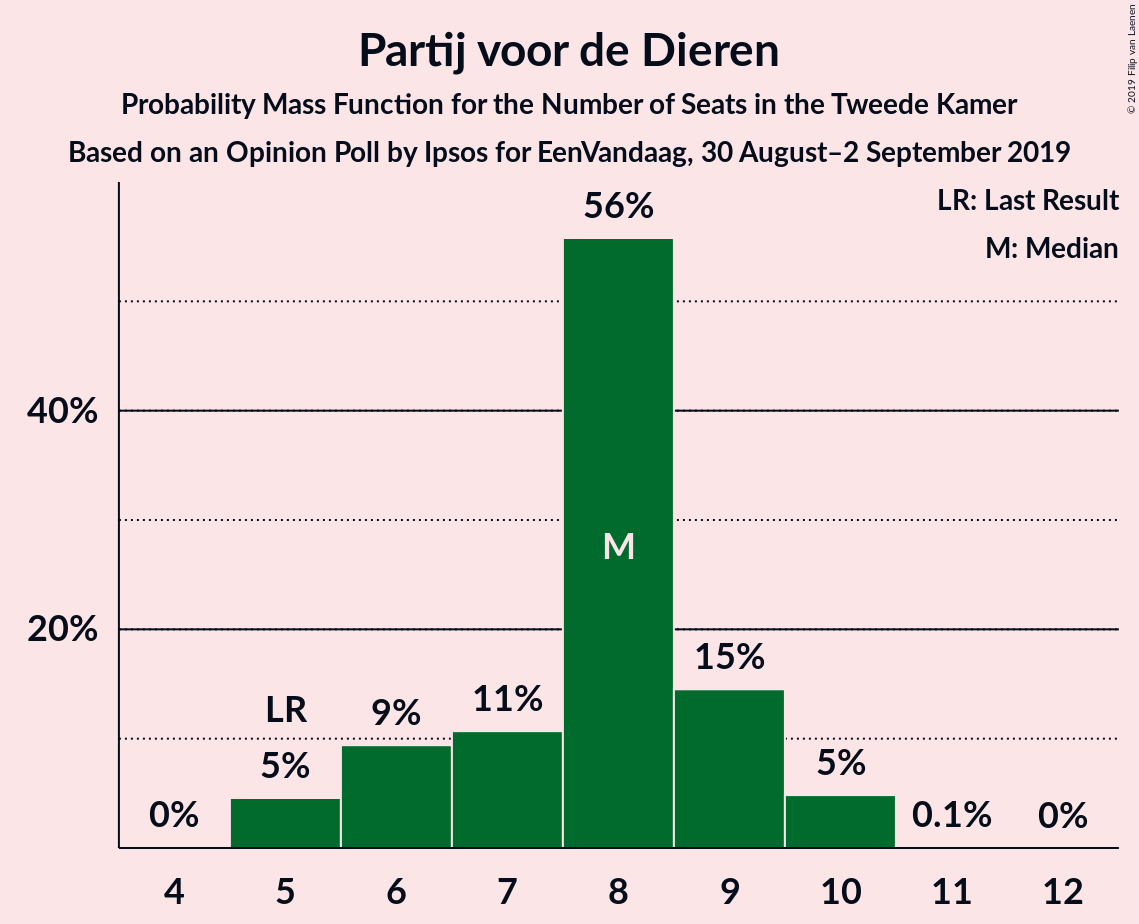 Partij voor de Dieren
Probability Mass Function for the Number of Seats in the Tweede Kamer
Based on an Opinion Poll by Ipsos for EenVandaag, 30 August–2 September 2019
© 2019 Filip van Laenen
LR: Last Result
M: Median
56%
40%
M
20%
15%
LR
9%
11%
5%
5%
0%
0.1%
0%
4 5 6 7 8 9 10 11 12